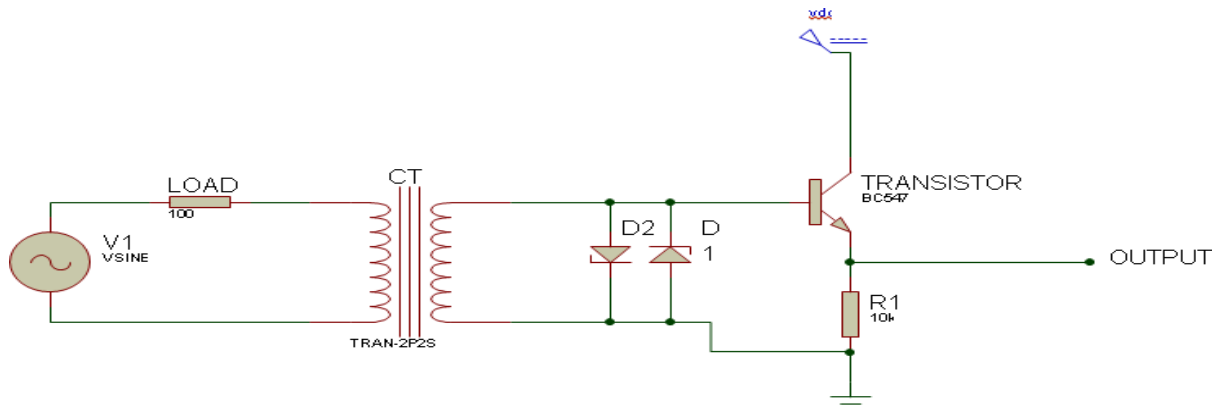 vdc
LOAD
100
CT
TRANSISTOR
BC547
V1
VSINE
D2
D
1
OUTPUT
R1
10k
TRAN-2P2S